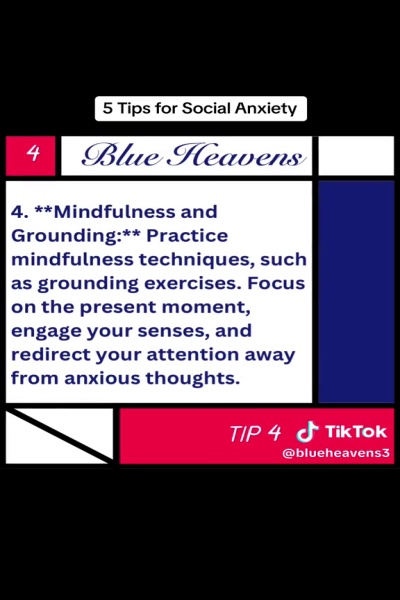 5 Tips for Social Anxiety
4
Blue Heavens
4. **Mindfulness and
Grounding:** Practice
mindfulness techniques, such
as grounding exercises. Focus
on the present moment,
engage your senses, and
redirect your attention away
from anxious thoughts.
TIP 4
TikTok
@blueheavens3